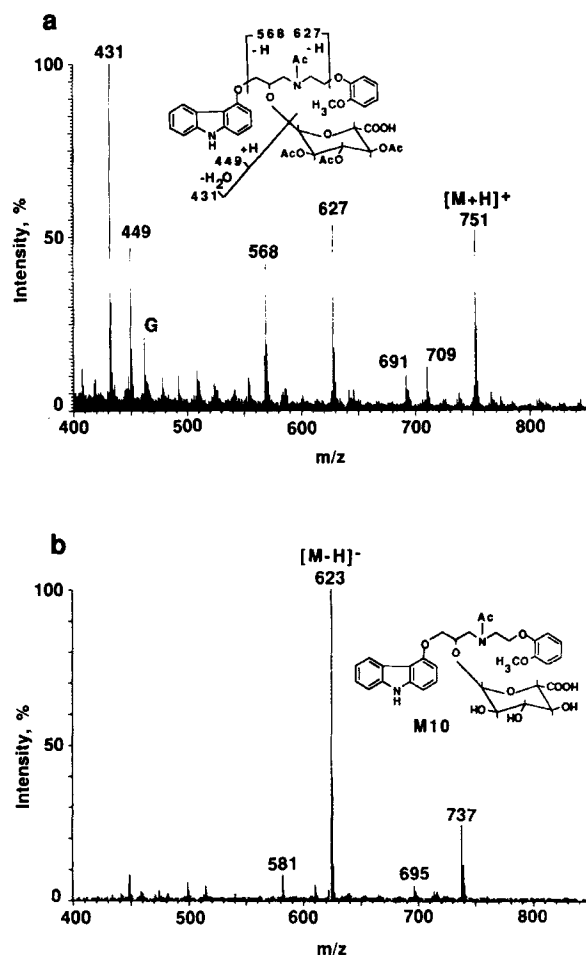 a
568 627
- H - H
Ac
O
N
O
O
CH₃O
N
H
O
COOH
AcO
AcO
OAc
+H
449
-H₂O
431
431
449
G
568
627
691
709
[M+H]⁺
751
100
50
0
Intensity, %
400 500 600 700 800
m/z
b
[M-H]⁻
623
Ac
O
N
O
O
CH₃O
N
H
O
COOH
HO
HO
OH
M10
581
695
737
100
50
0
Intensity, %
400 500 600 700 800
m/z